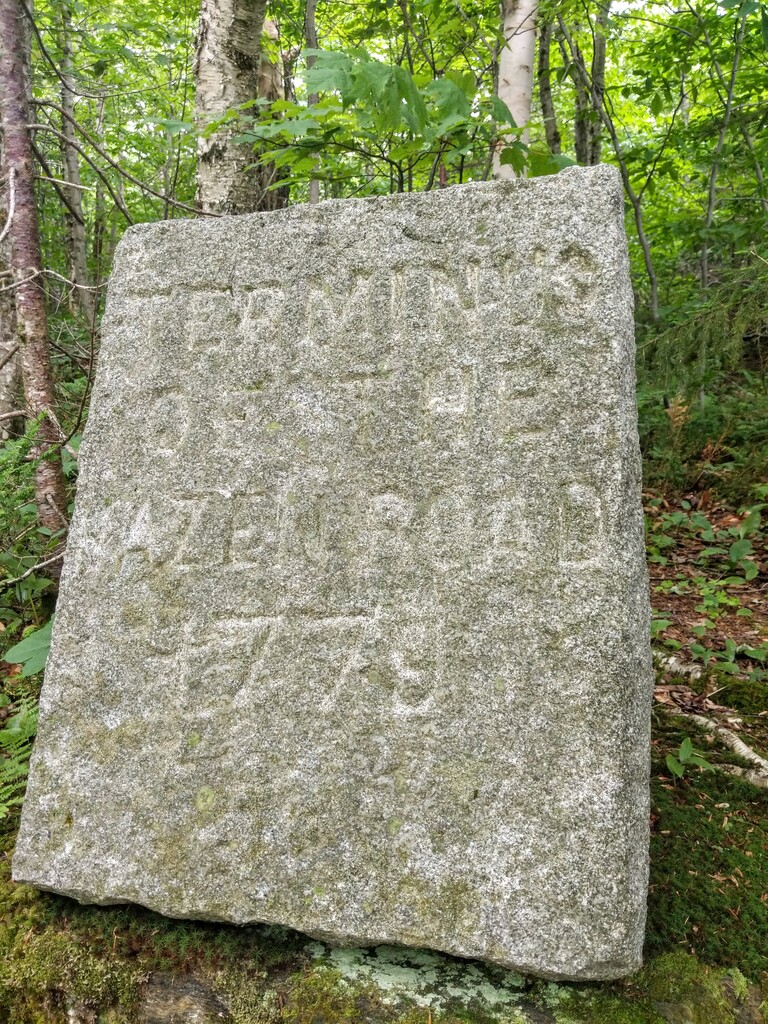 TERMINUS
OF THE
HAZEN ROAD
1779